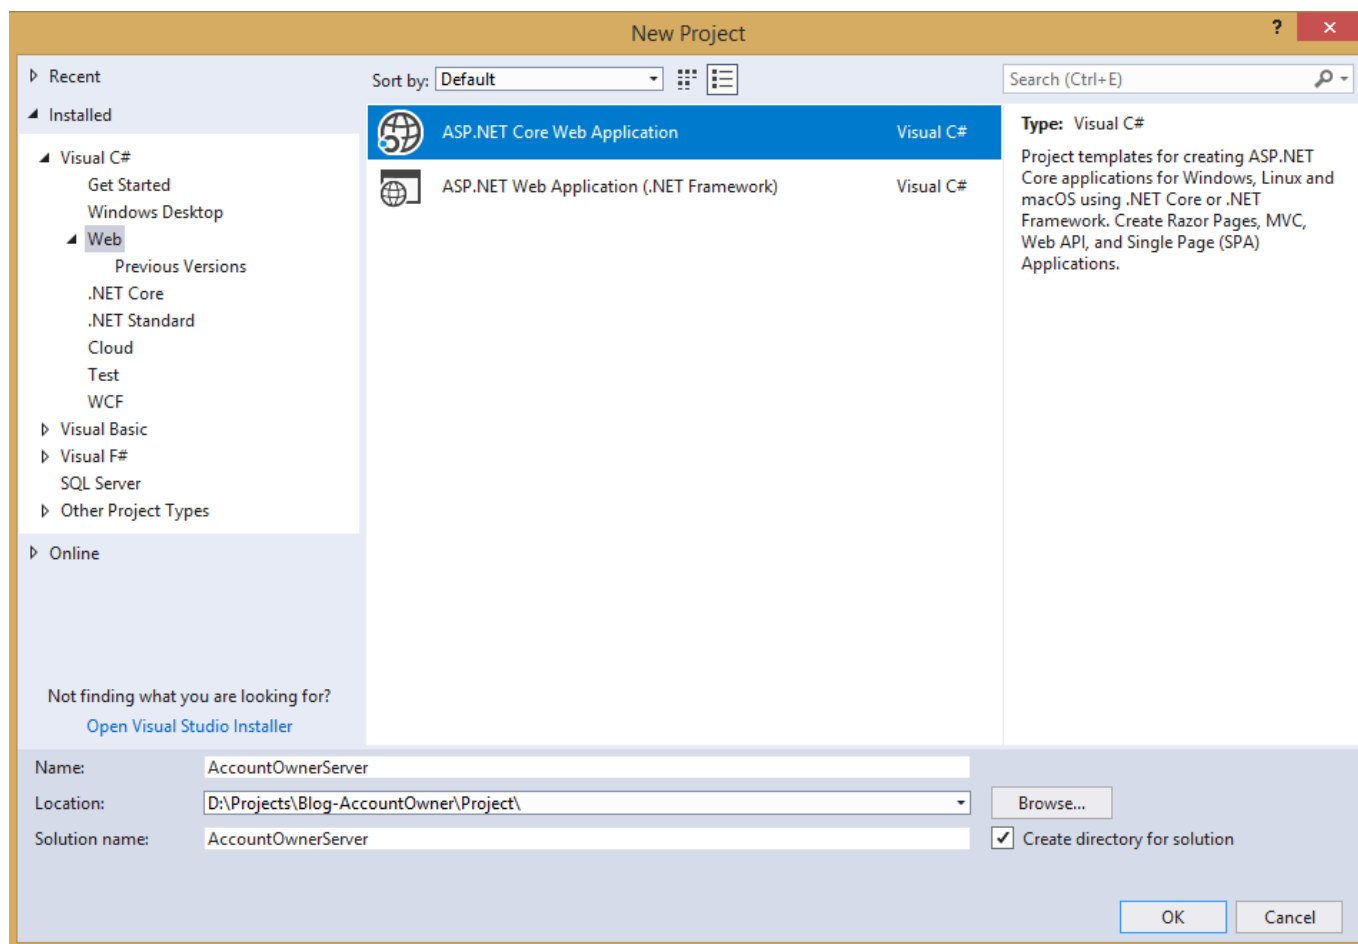 New Project
?
Recent
Installed
Visual C#
Get Started
Windows Desktop
Web
Previous Versions
.NET Core
.NET Standard
Cloud
Test
WCF
Visual Basic
Visual F#
SQL Server
Other Project Types
Online
Not finding what you are looking for?
Open Visual Studio Installer
Sort by: Default
ASP.NET Core Web Application Visual C#
ASP.NET Web Application (.NET Framework) Visual C#
Search (Ctrl+E)
Type: Visual C#
Project templates for creating ASP.NET
Core applications for Windows, Linux and
macOS using .NET Core or .NET
Framework. Create Razor Pages, MVC,
Web API, and Single Page (SPA)
Applications.
Name: AccountOwnerServer
Location: D:\Projects\Blog-AccountOwner\Project\ Browse...
Solution name: AccountOwnerServer Create directory for solution
OK Cancel